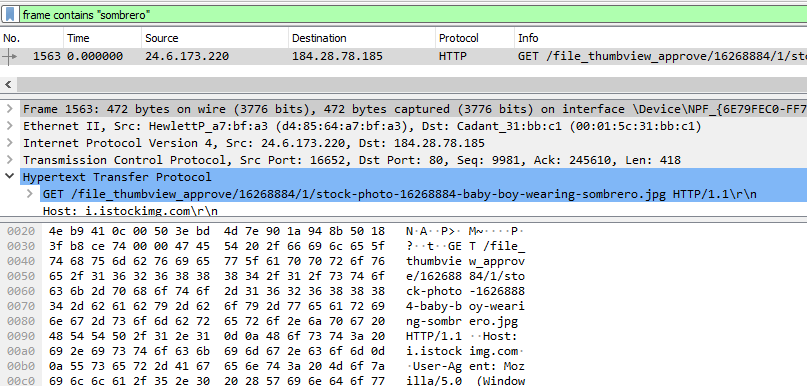 frame contains "sombrero"
No. Time Source Destination Protocol Info
1563 0.000000 24.6.173.220 184.28.78.185 HTTP GET /file_thumbview_approve/16268884/1/sto
Frame 1563: 472 bytes on wire (3776 bits), 472 bytes captured (3776 bits) on interface \Device\NPF_{6E79FEC0-FF7
Ethernet II, Src: HewlettP_a7:bf:a3 (d4:85:64:a7:bf:a3), Dst: Cadant_31:bb:c1 (00:01:5c:31:bb:c1)
Internet Protocol Version 4, Src: 24.6.173.220, Dst: 184.28.78.185
Transmission Control Protocol, Src Port: 16652, Dst Port: 80, Seq: 9981, Ack: 245610, Len: 418
Hypertext Transfer Protocol
GET /file_thumbview_approve/16268884/1/stock-photo-16268884-baby-boy-wearing-sombrero.jpg HTTP/1.1\r\n
Host: i.istockimg.com\r\n
0020 4e b9 41 0c 00 50 3e bd 4d 7e 90 1a 94 8b 50 18 N·A··P>· M~····P·
0030 3f b8 ce 74 00 00 47 45 54 20 2f 66 69 6c 65 5f ?··t··GE T /file_
0040 74 68 75 6d 62 76 69 65 77 5f 61 70 70 72 6f 76 thumbvie w_approv
0050 65 2f 31 36 32 36 38 38 38 34 2f 31 2f 73 74 6f e/162688 84/1/sto
0060 63 6b 2d 70 68 6f 74 6f 2d 31 36 32 36 38 38 38 ck-photo -1626888
0070 34 2d 62 61 62 79 2d 62 6f 79 2d 77 65 61 72 69 4-baby-b oy-weari
0080 6e 67 2d 73 6f 6d 62 72 65 72 6f 2e 6a 70 67 20 ng-sombr ero.jpg
0090 48 54 54 50 2f 31 2e 31 0d 0a 48 6f 73 74 3a 20 HTTP/1.1 ··Host:
00a0 69 2e 69 73 74 6f 63 6b 69 6d 67 2e 63 6f 6d 0d i.istock img.com·
00b0 0a 55 73 65 72 2d 41 67 65 6e 74 3a 20 4d 6f 7a ·User-Ag ent: Moz
00c0 69 6c 6c 61 2f 35 2e 30 20 28 57 69 6e 64 6f 77 illa/5.0 (Window